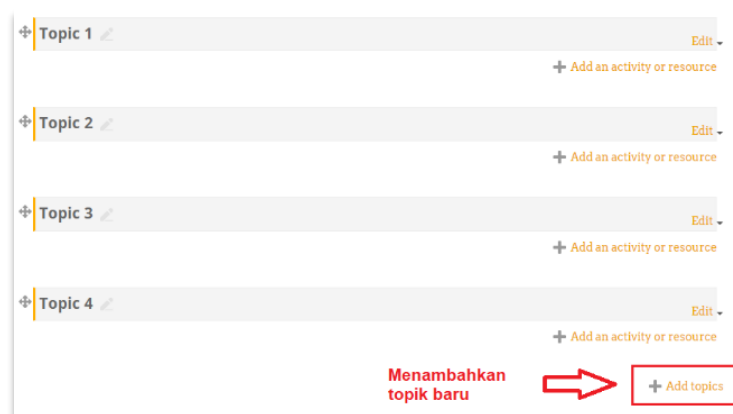 Topic 1
Edit
Add an activity or resource
Topic 2
Edit
Add an activity or resource
Topic 3
Edit
Add an activity or resource
Topic 4
Edit
Add an activity or resource
Menambahkan
topik baru
Add topics